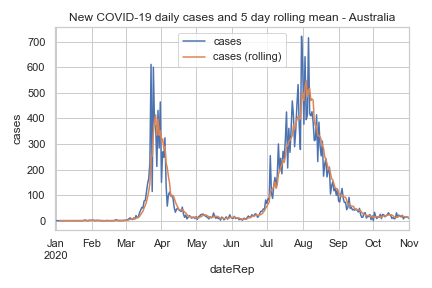 New COVID-19 daily cases and 5 day rolling mean - Australia
cases
cases (rolling)
700
600
500
400
300
200
100
0
cases
Jan Feb Mar Apr May Jun Jul Aug Sep Oct Nov
2020
dateRep